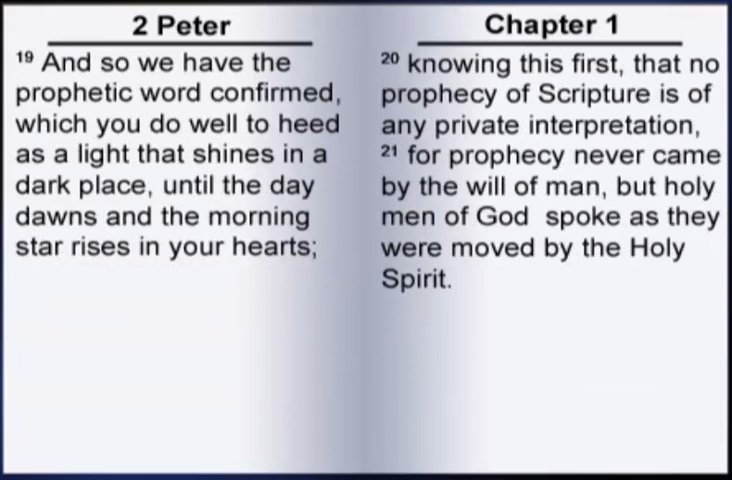 2 Peter
¹⁹ And so we have the
prophetic word confirmed,
which you do well to heed
as a light that shines in a
dark place, until the day
dawns and the morning
star rises in your hearts;
Chapter 1
²⁰ knowing this first, that no
prophecy of Scripture is of
any private interpretation,
²¹ for prophecy never came
by the will of man, but holy
men of God spoke as they
were moved by the Holy
Spirit.